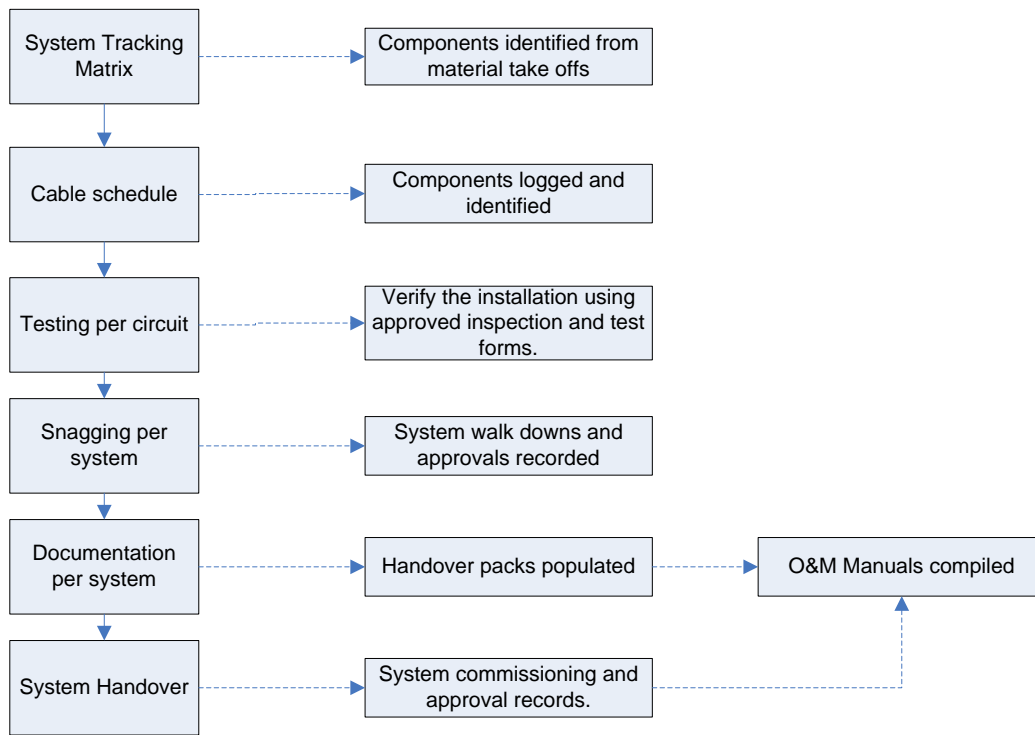 System Tracking
Matrix
Components identified from
material take offs
Cable schedule
Components logged and
identified
Testing per circuit
Verify the installation using
approved inspection and test
forms.
Snagging per
system
System walk downs and
approvals recorded
Documentation
per system
Handover packs populated
O&M Manuals compiled
System Handover
System commissioning and
approval records.